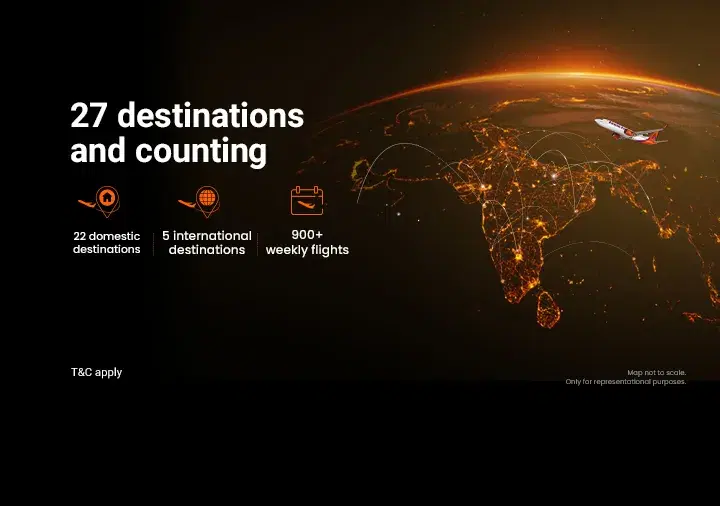 27 destinations
and counting
22 domestic
destinations
5 international
destinations
900+
weekly flights
T&C apply
Map not to scale.
Only for representational purposes.